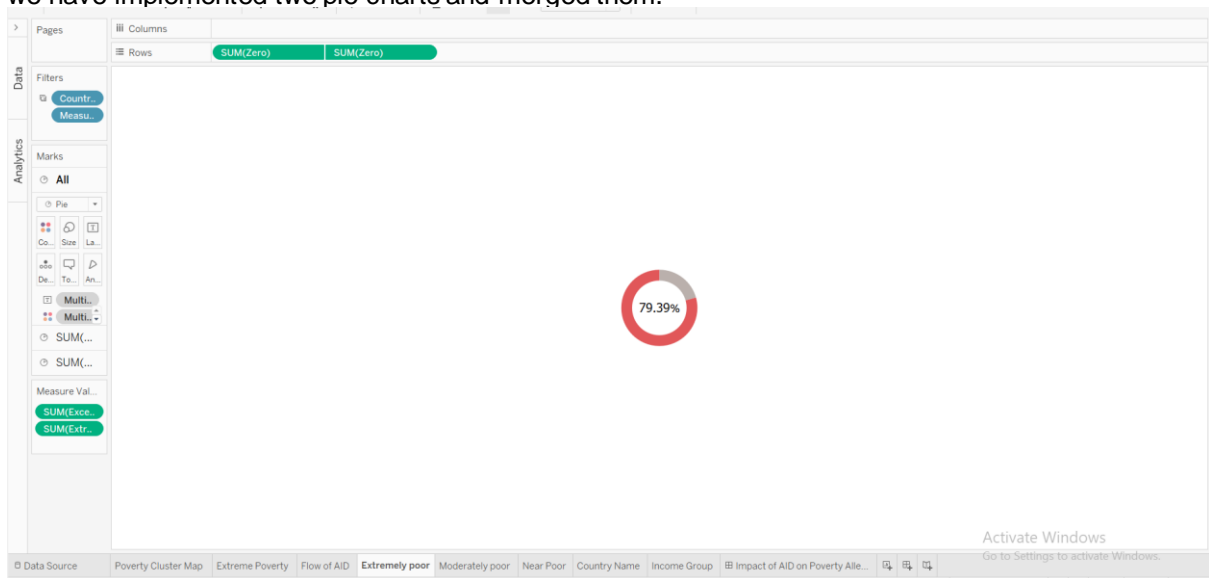 we have implemented two pie charts and merged them.
Pages
iii Columns
Rows
SUM(Zero)
SUM(Zero)
Data
Analytics
Filters
Countr..
Measu..
Marks
All
Pie
Co... Size La...
De... To... An...
Multi..
Multi..
SUM(...
SUM(...
Measure Val...
SUM(Exce..
SUM(Extr..
79.39%
Activate Windows
Go to Settings to activate Windows.
Data Source Poverty Cluster Map Extreme Poverty Flow of AID Extremely poor Moderately poor Near Poor Country Name Income Group Impact of AID on Poverty Alle...